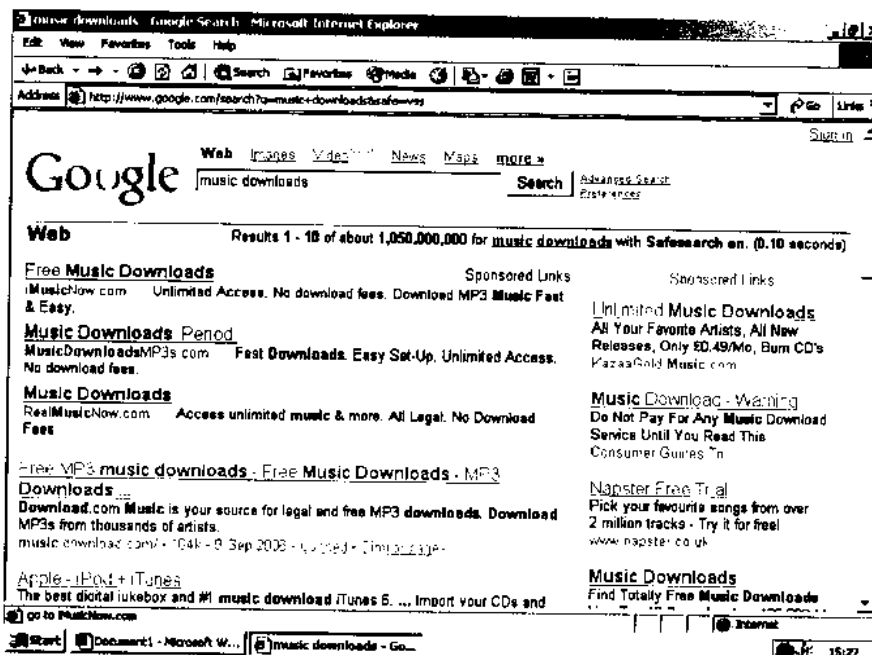 music downloads - Google Search - Microsoft Internet Explorer
Edit View Favorites Tools Help
Back Search Favorites Media
Address http://www.google.com/search?q=music+downloads&safe= Go Links
Sign in
Google
Web Images Video News Maps more »
music downloads Search Advanced Search
Preferences
Web Results 1 - 10 of about 1,050,000,000 for music downloads with Safesearch on. (0.10 seconds)
Free Music Downloads Sponsored Links
iMusicNow.com Unlimited Access. No download fees. Download MP3 Music Fast
& Easy.
Music Downloads Period
MusicDownloadsMP3s.com Fast Downloads. Easy Set-Up, Unlimited Access.
No download fees.
Music Downloads
RealMusicNow.com Access unlimited music & more. All Legal. No Download
Fees
Free MP3 music downloads - Free Music Downloads - MP3
Downloads ...
Download.com Music is your source for legal and free MP3 downloads. Download
MP3s from thousands of artists.
music.download.com/ - 104k -
Apple - iPod + iTunes
The best digital jukebox and #1 music download iTunes 6. ..., Import your CDs and
Sponsored Links
Unlimited Music Downloads
All Your Favorite Artists, All New
Releases, Only £0.49/Mo, Burn CD's
KazaaGold Music.com
Music Download - Warning
Do Not Pay For Any Music Download
Service Until You Read This
Consumer Guides
Napster Free Trial
Pick your favourite songs from over
2 million tracks - Try it for free!
www.napster.co.uk
Music Downloads
Find Totally Free Music Downloads
go to MusicNow.com Internet
Start Document1 - Microsoft W... music downloads - Go... 15:27